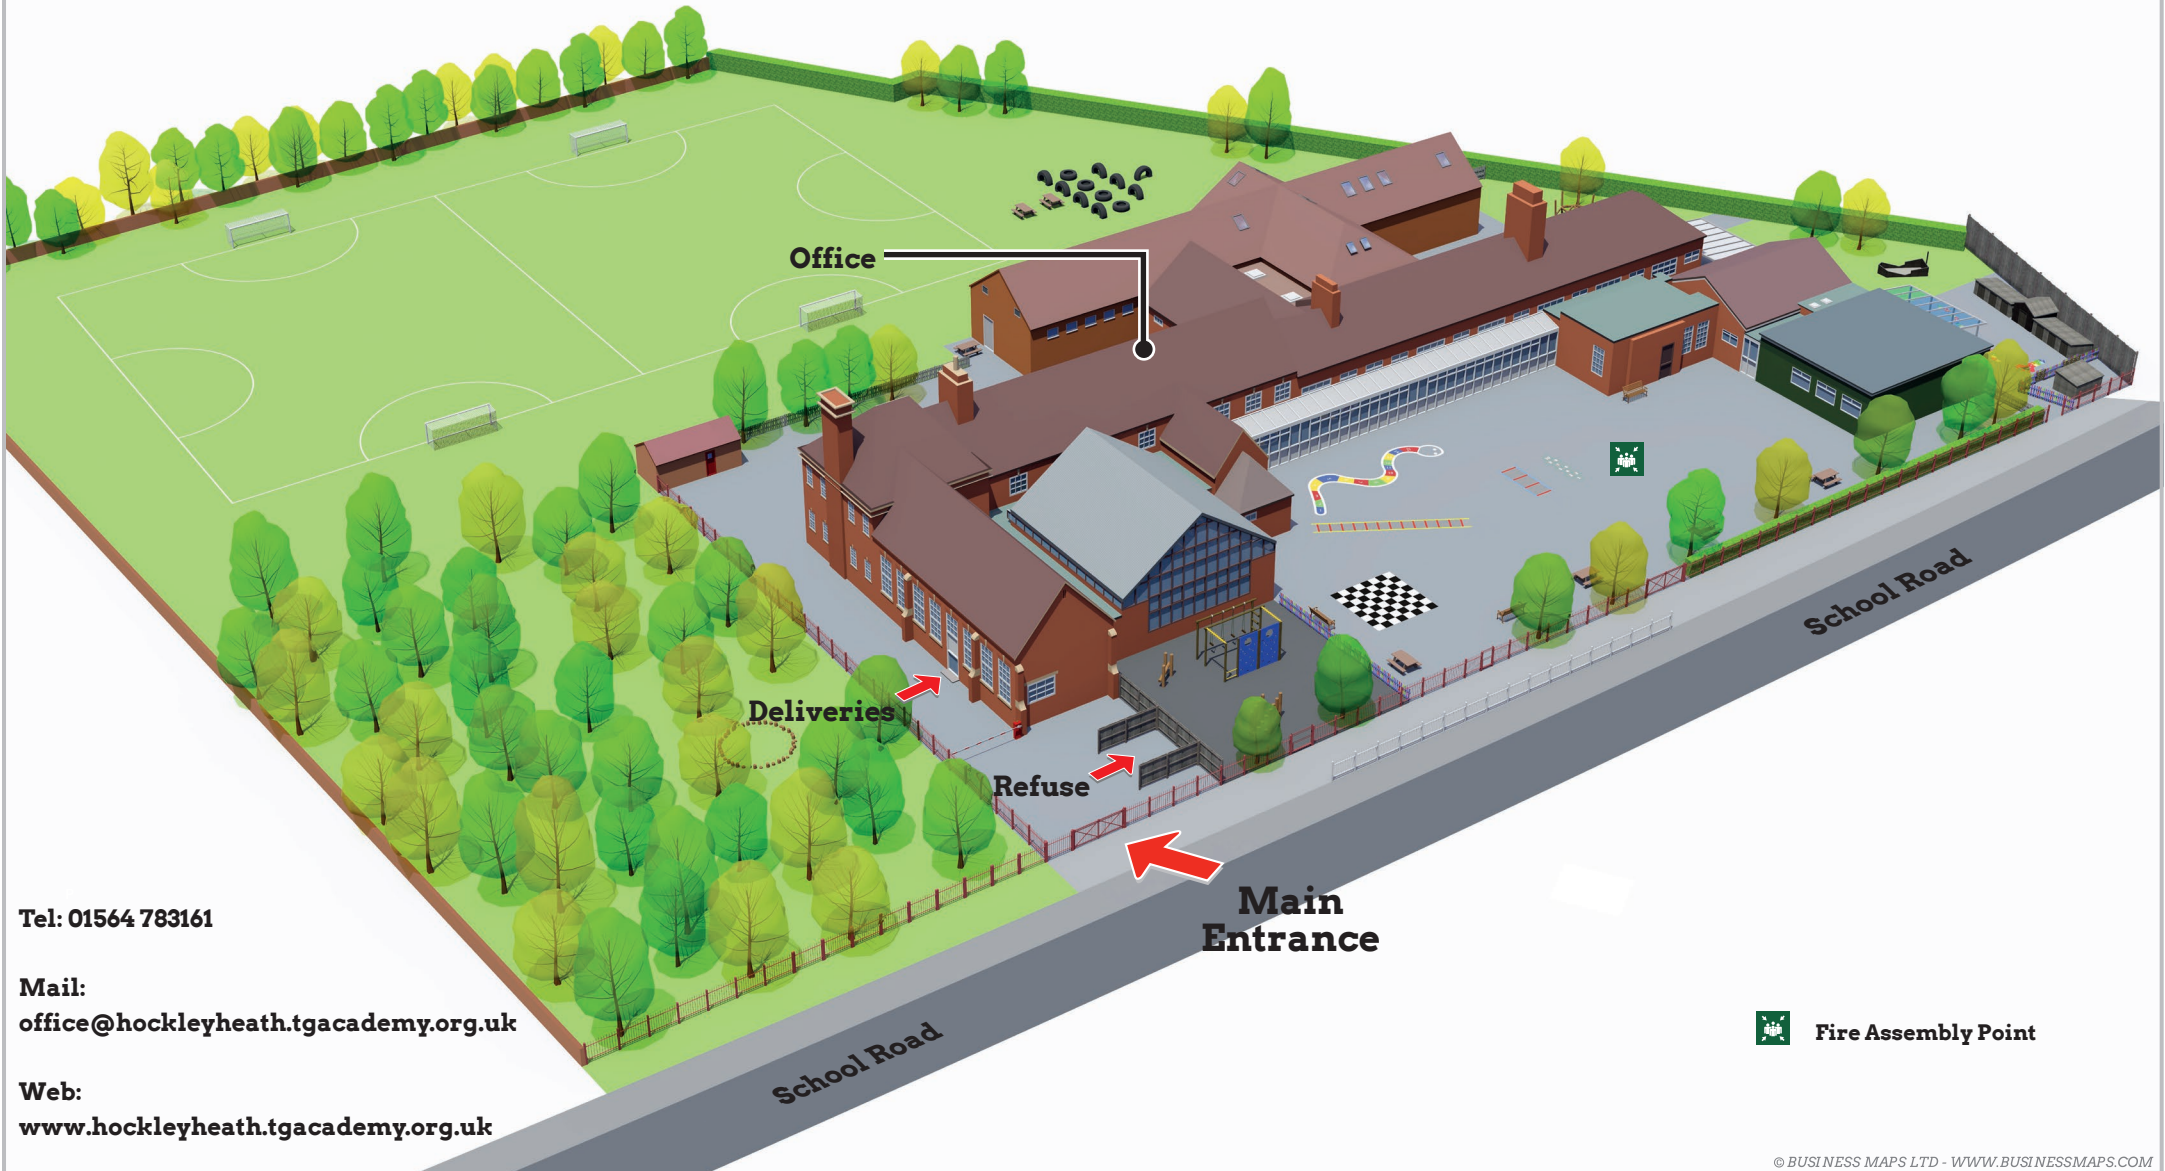 Office
School Road
Deliveries
Refuse
Main
Entrance
Tel: 01564 783161
Mail:
office@hockleyheath.tgacademy.org.uk
Web:
www.hockleyheath.tgacademy.org.uk
School Road
Fire Assembly Point
© BUSINESS MAPS LTD - WWW.BUSINESSMAPS.COM